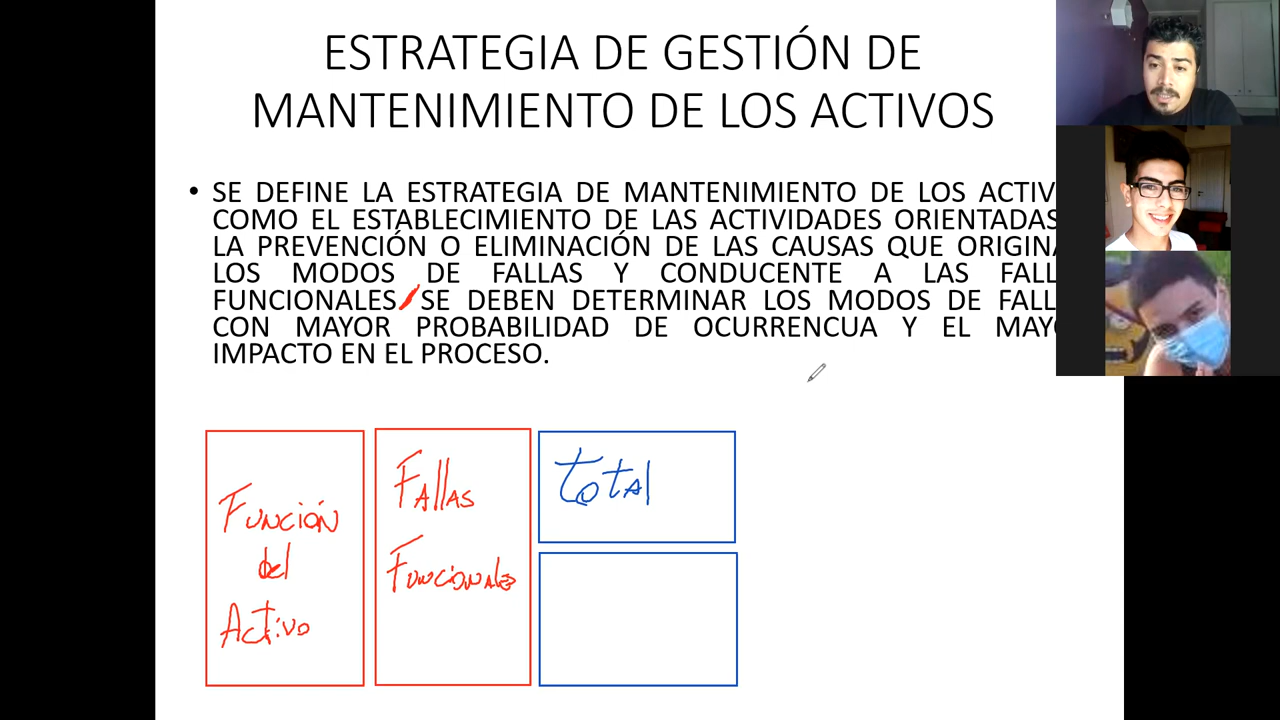 ESTRATEGIA DE GESTIÓN DE
MANTENIMIENTO DE LOS ACTIVOS
• SE DEFINE LA ESTRATEGIA DE MANTENIMIENTO DE LOS ACTIV
COMO EL ESTABLECIMIENTO DE LAS ACTIVIDADES ORIENTADAS
LA PREVENCIÓN O ELIMINACIÓN DE LAS CAUSAS QUE ORIGINA
LOS MODOS DE FALLAS Y CONDUCENTE A LAS FALL
FUNCIONALES SE DEBEN DETERMINAR LOS MODOS DE FALL
CON MAYOR PROBABILIDAD DE OCURRENCUA Y EL MAYO
IMPACTO EN EL PROCESO.
Función
del
Activo
Fallas
Funcionales
Total